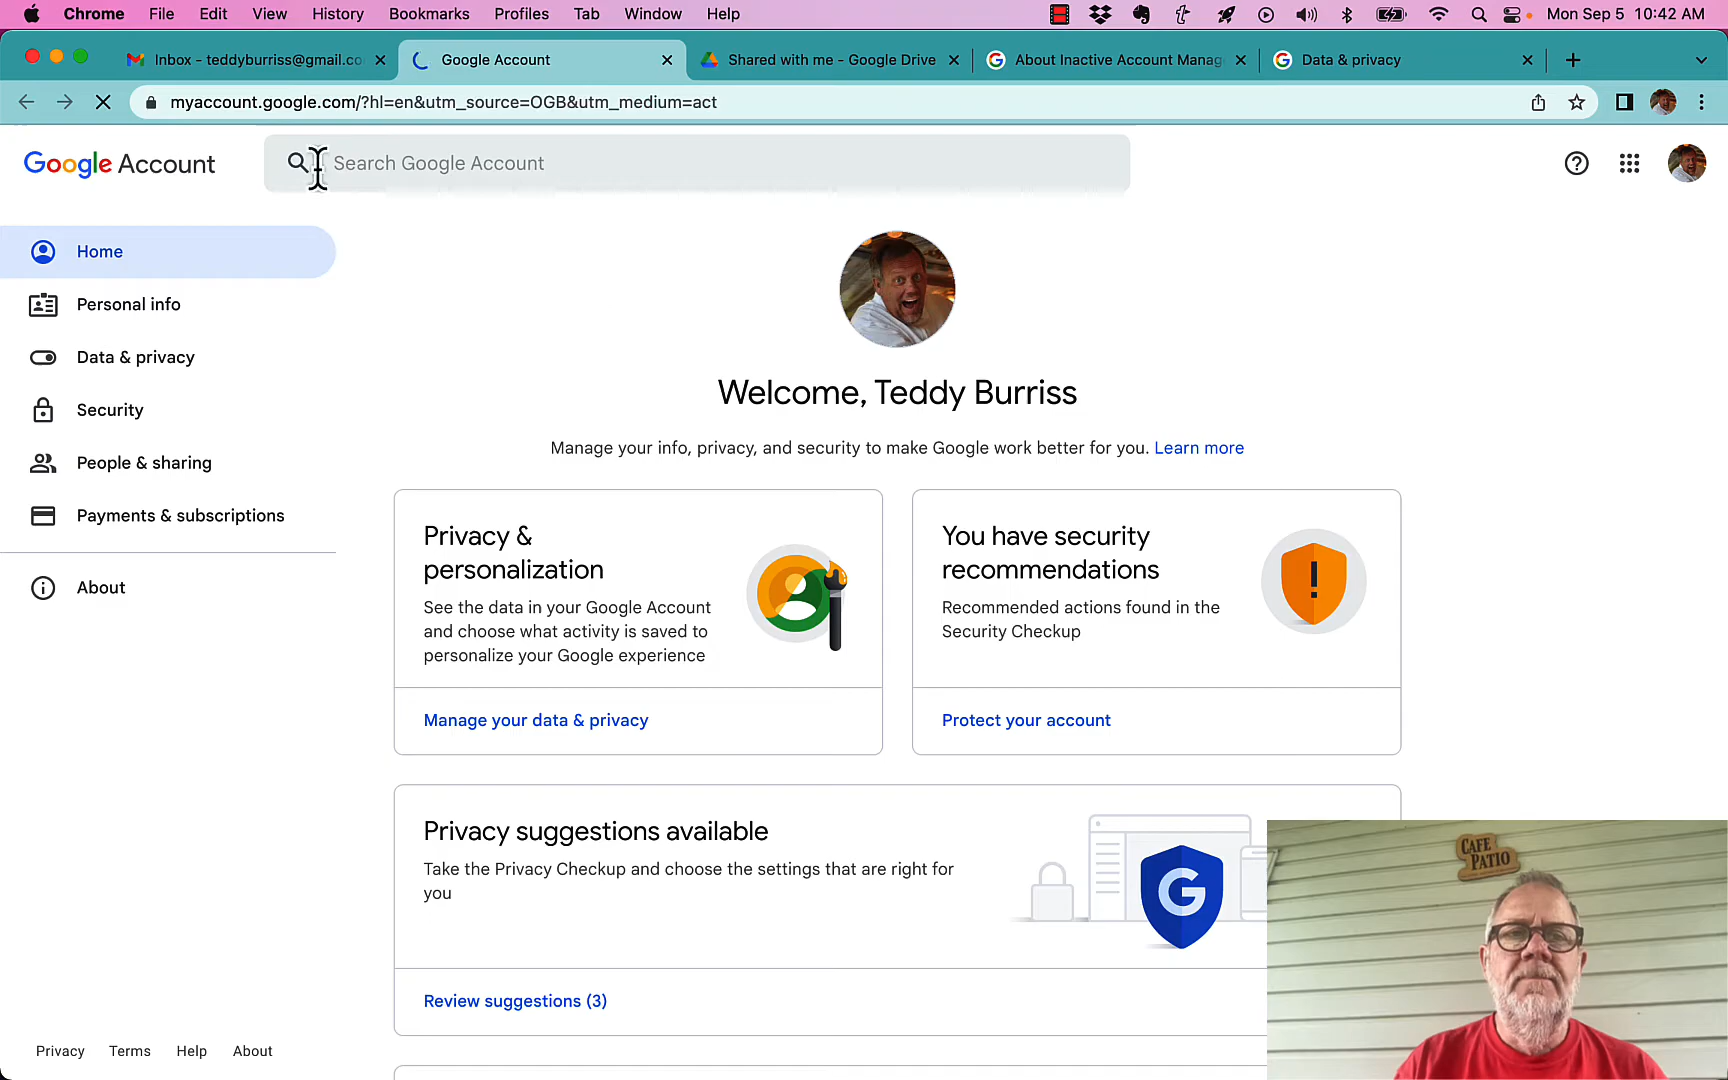 Chrome File Edit View History Bookmarks Profiles Tab Window Help Mon Sep 5 10:42 AM
Inbox - teddyburriss@gmail.co Google Account Shared with me - Google Drive About Inactive Account Manag Data & privacy
myaccount.google.com/?hl=en&utm_source=OGB&utm_medium=act
Google Account Search Google Account
Home
Personal info
Data & privacy
Security
People & sharing
Payments & subscriptions
About
Welcome, Teddy Burriss
Manage your info, privacy, and security to make Google work better for you. Learn more
Privacy &
personalization
See the data in your Google Account
and choose what activity is saved to
personalize your Google experience
Manage your data & privacy
You have security
recommendations
Recommended actions found in the
Security Checkup
Protect your account
Privacy suggestions available
Take the Privacy Checkup and choose the settings that are right for
you
G
Review suggestions (3)
CAFE
PATIO
Privacy Terms Help About